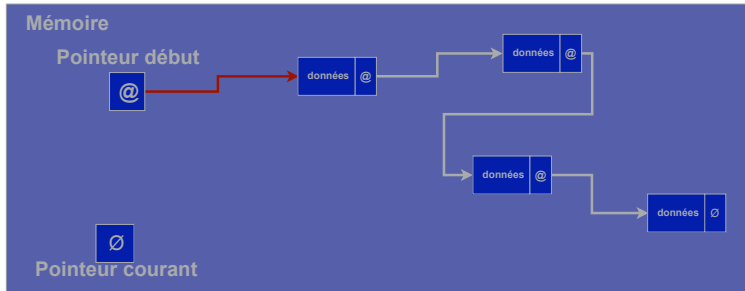 Mémoire
Pointeur début
@
données @
données @
données @
données Ø
Ø
Pointeur courant